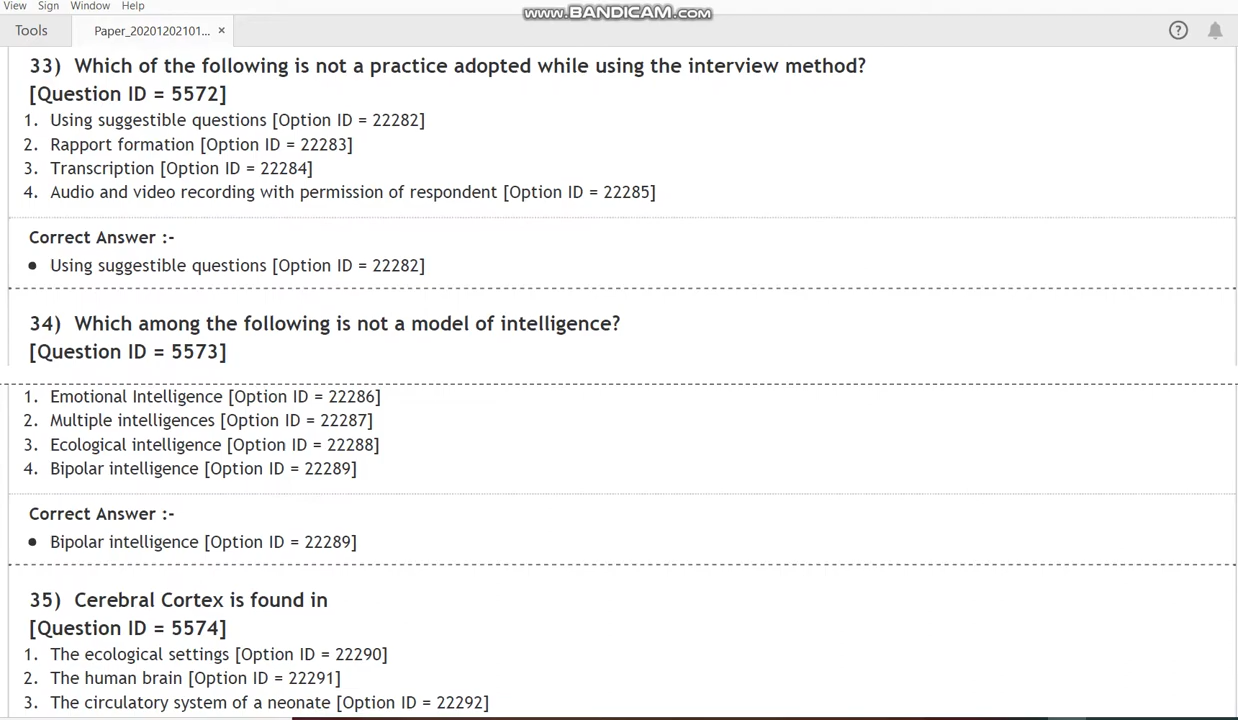 View Sign Window Help
www.BANDICAM.com
Tools Paper_20201202101... ×
33) Which of the following is not a practice adopted while using the interview method?
[Question ID = 5572]
1. Using suggestible questions [Option ID = 22282]
2. Rapport formation [Option ID = 22283]
3. Transcription [Option ID = 22284]
4. Audio and video recording with permission of respondent [Option ID = 22285]
Correct Answer :-
• Using suggestible questions [Option ID = 22282]
34) Which among the following is not a model of intelligence?
[Question ID = 5573]
1. Emotional Intelligence [Option ID = 22286]
2. Multiple intelligences [Option ID = 22287]
3. Ecological intelligence [Option ID = 22288]
4. Bipolar intelligence [Option ID = 22289]
Correct Answer :-
• Bipolar intelligence [Option ID = 22289]
35) Cerebral Cortex is found in
[Question ID = 5574]
1. The ecological settings [Option ID = 22290]
2. The human brain [Option ID = 22291]
3. The circulatory system of a neonate [Option ID = 22292]